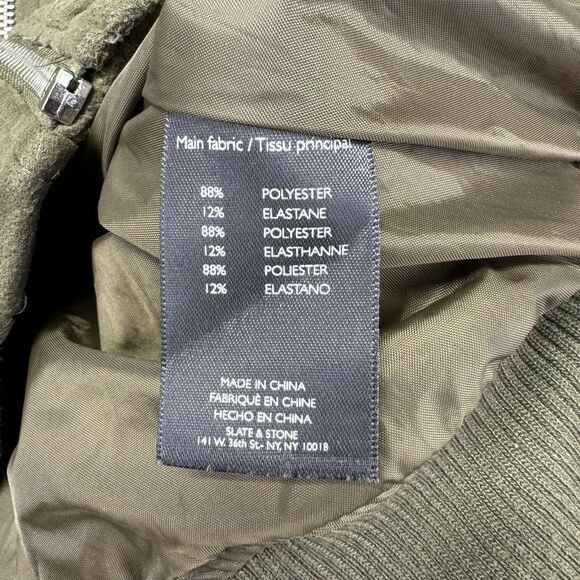 Main fabric / Tissu principal
88% POLYESTER
12% ELASTANE
88% POLYESTER
12% ELASTHANNE
88% POLIESTER
12% ELASTANO
MADE IN CHINA
FABRIQUÈ EN CHINE
HECHO EN CHINA
SLATE & STONE
141 W. 36th St.- NY, NY 10018